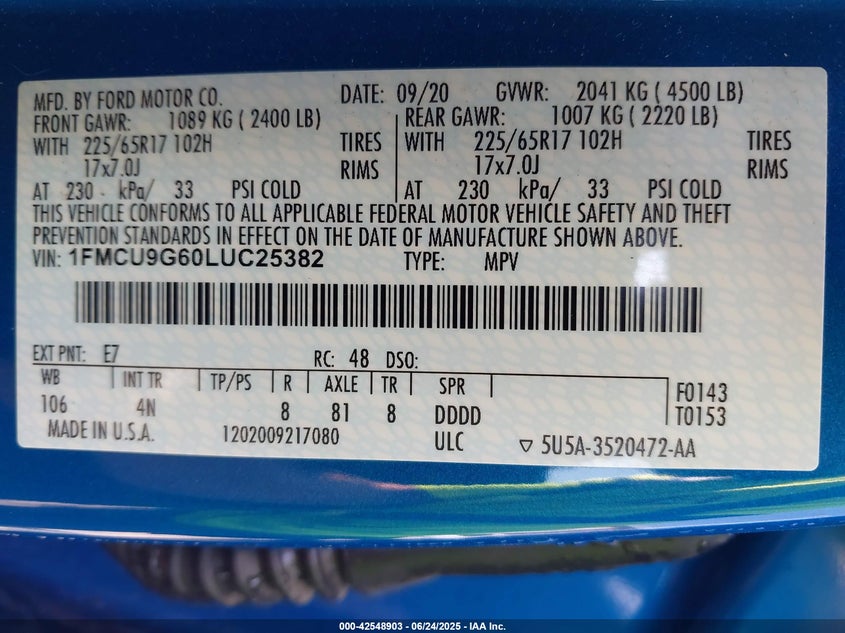 MFD. BY FORD MOTOR CO. DATE: 09/20 GVWR: 2041 KG ( 4500 LB)
FRONT GAWR: 1089 KG ( 2400 LB) REAR GAWR: 1007 KG ( 2220 LB)
WITH 225/65R17 102H TIRES WITH 225/65R17 102H TIRES
17x7.0J RIMS 17x7.0J RIMS
AT 230 kPa/ 33 PSI COLD AT 230 kPa/ 33 PSI COLD
THIS VEHICLE CONFORMS TO ALL APPLICABLE FEDERAL MOTOR VEHICLE SAFETY AND THEFT
PREVENTION STANDARDS IN EFFECT ON THE DATE OF MANUFACTURE SHOWN ABOVE.
VIN: 1FMCU9G60LUC25382 TYPE: MPV
EXT PNT: E7 RC: 48 DSO:
WB INT TR TP/PS R AXLE TR SPR F0143
106 4N 8 81 8 DDDD T0153
MADE IN U.S.A. 1202009217080 ULC ▽ 5U5A-3520472-AA
000-42548903 - 06/24/2025 - IAA Inc.